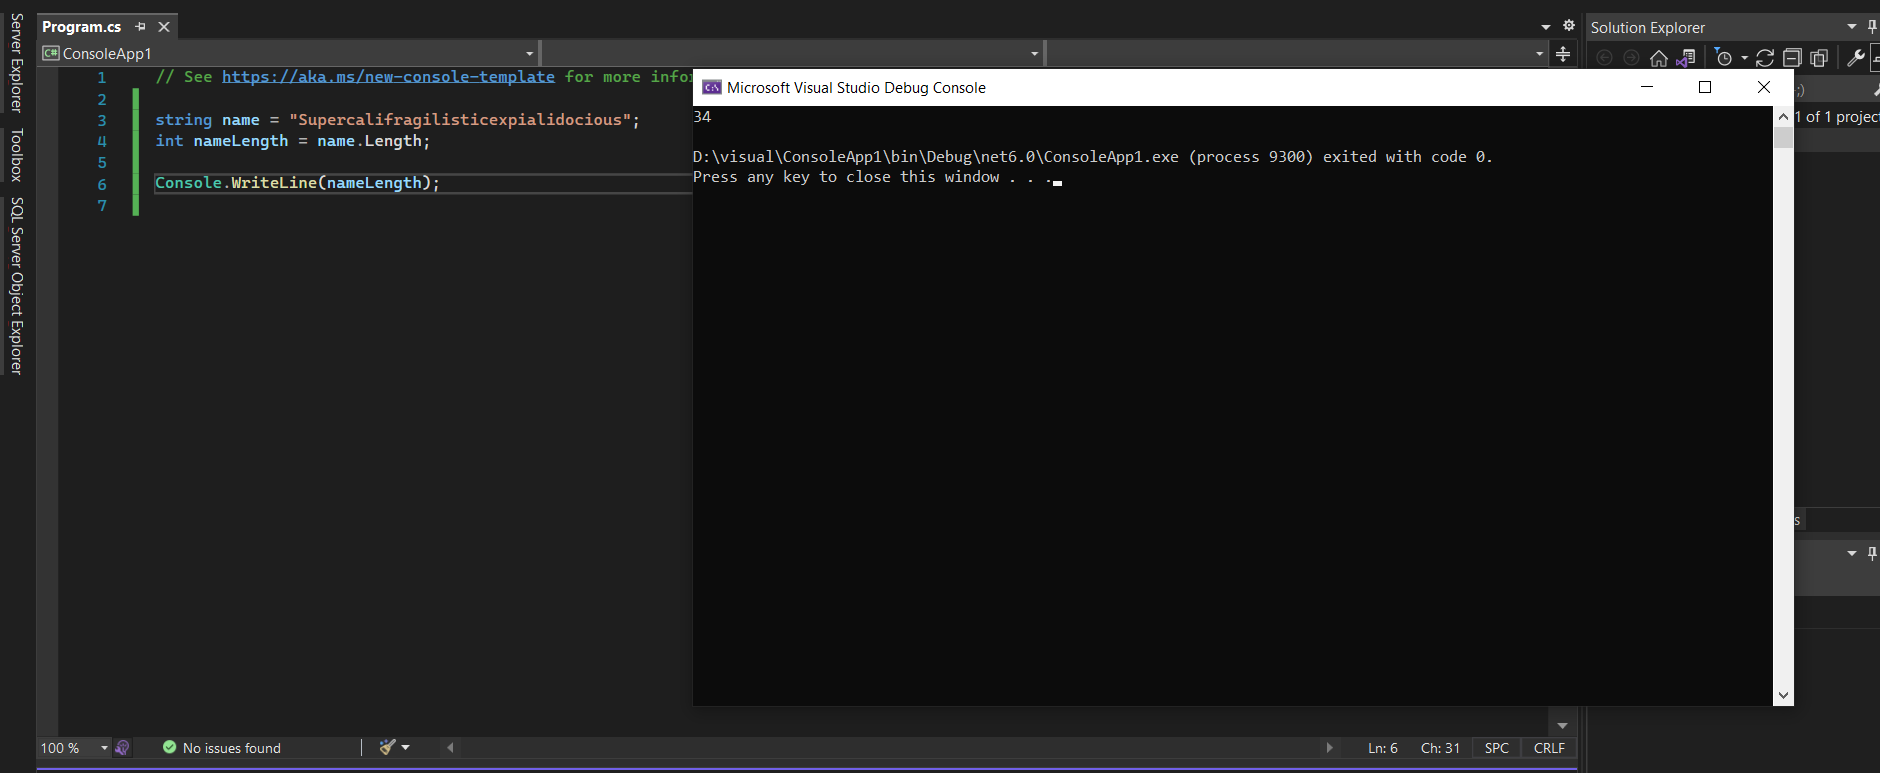 Server Explorer
Toolbox
SQL Server Object Explorer
Program.cs
C# ConsoleApp1
1 // See https://aka.ms/new-console-template for more infor
2
3 string name = "Supercalifragilisticexpialidocious";
4 int nameLength = name.Length;
5
6 Console.WriteLine(nameLength);
7
Microsoft Visual Studio Debug Console
34
D:\visual\ConsoleApp1\bin\Debug\net6.0\ConsoleApp1.exe (process 9300) exited with code 0.
Press any key to close this window . . .
Solution Explorer
;)
1 of 1 project
s
100 %
No issues found
Ln: 6 Ch: 31 SPC CRLF